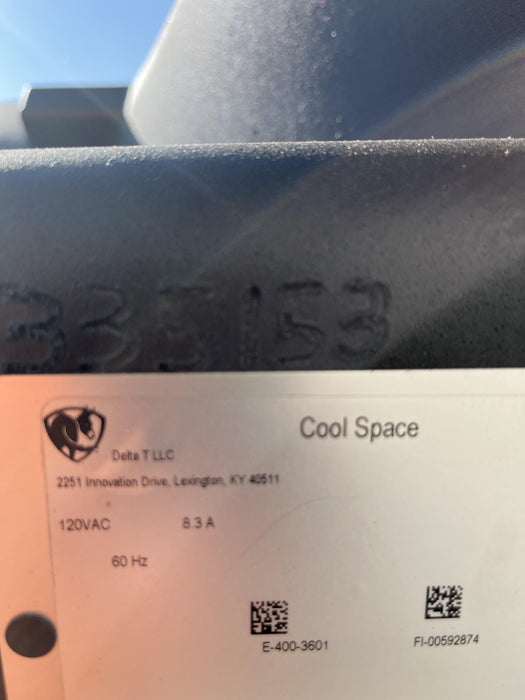 335153
Cool Space
Delta T LLC
2251 Innovation Drive, Lexington, KY 40511
120VAC 8.3 A
60 Hz
E-400-3601 FI-00592874